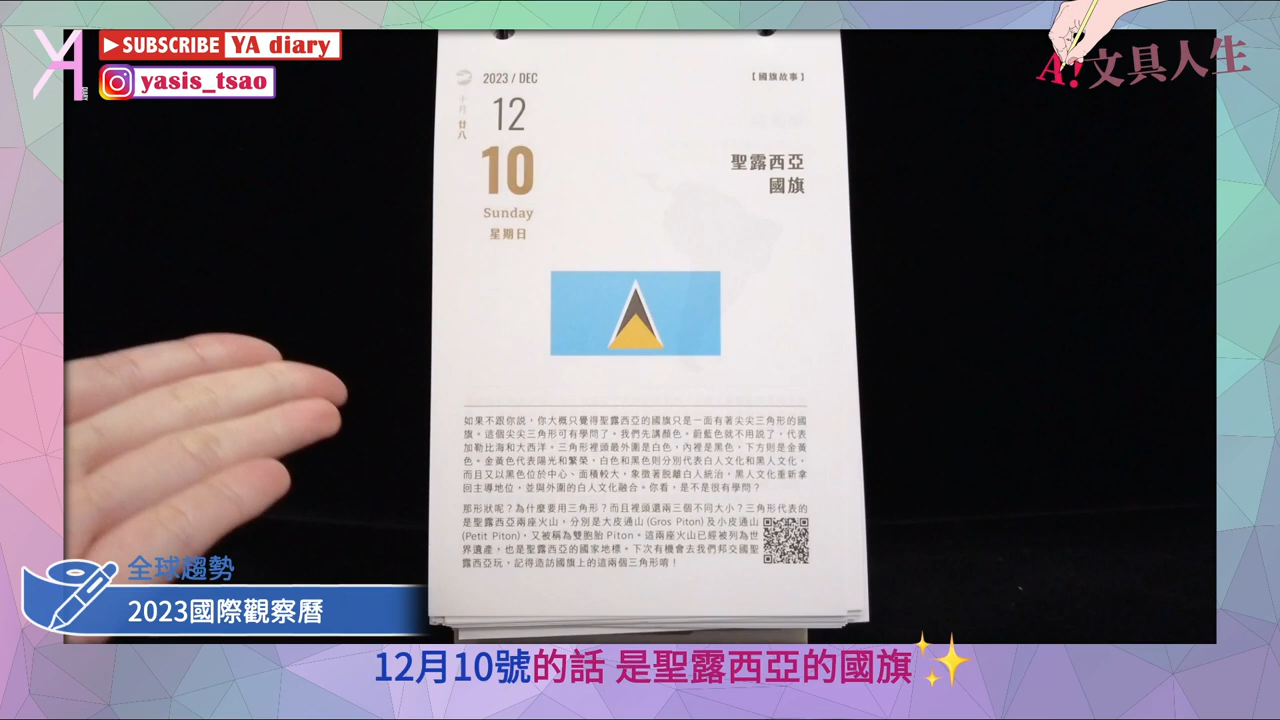 YA
DIARY
SUBSCRIBE YA diary
yasis_tsao
A!文具人生
2023 / DEC
【國旗故事】
十月廿八
12
10
Sunday
星期日
聖露西亞
國旗
如果不跟你說，你大概只覺得聖露西亞的國旗只是一面有著尖尖三角形的國
旗。這個尖尖三角形可有學問了。我們先講顏色。蔚藍色就不用說了，代表
加勒比海和大西洋。三角形裡頭最外圍是白色，內裡是黑色，下方則是金黃
色。金黃色代表陽光和繁榮，白色和黑色則分別代表白人文化和黑人文化，
而且又以黑色位於中心、面積較大，象徵著脫離白人統治，黑人文化重新拿
回主導地位，並與外圍的白人文化融合。你看，是不是很有學問？
那形狀呢？為什麼要用三角形？而且裡頭還兩三個不同大小？三角形代表的
是聖露西亞兩座火山，分別是大皮通山 (Gros Piton) 及小皮通山
(Petit Piton)，又被稱為雙胞胎 Piton。這兩座火山已經被列為世
界遺產，也是聖露西亞的國家地標。下次有機會去我們邦交國聖
露西亞玩，記得造訪國旗上的這兩個三角形唷！
全球趨勢
2023國際觀察曆
12月10號的話 是聖露西亞的國旗